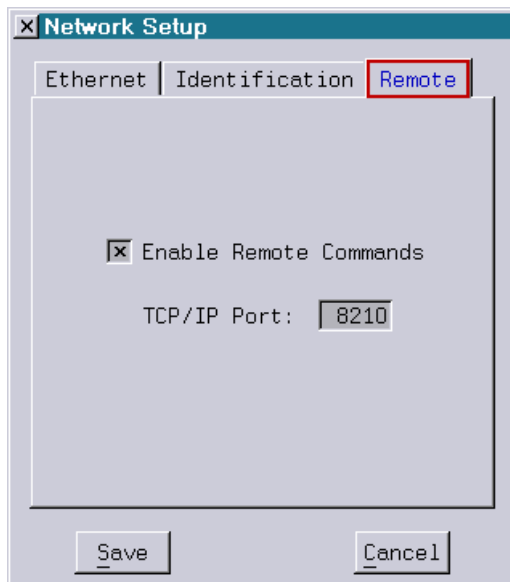 Network Setup
Ethernet Identification Remote
Enable Remote Commands
TCP/IP Port: 8210
Save Cancel